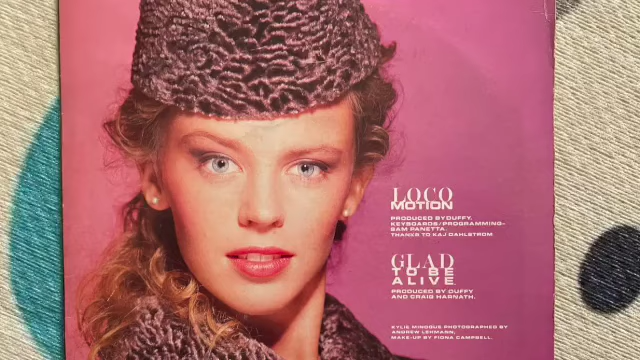 LOCO
MOTION
PRODUCED BY DUFFY.
KEYBOARDS/PROGRAMMING-
BAM PANETTA.
THANKS TO KAJ DAHLSTROM
GLAD
TO BE
ALIVE
PRODUCED BY DUFFY
AND CRAIG HARNATH.
KYLIE MINOGUE PHOTOGRAPHED BY
ANDREW LEHMANN,
MAKE-UP BY FIONA CAMPBELL.